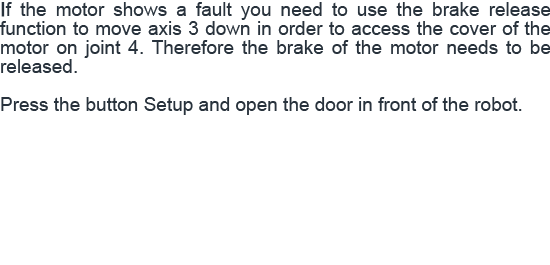 If the motor shows a fault you need to use the brake release
function to move axis 3 down in order to access the cover of the
motor on joint 4. Therefore the brake of the motor needs to be
released.
Press the button Setup and open the door in front of the robot.